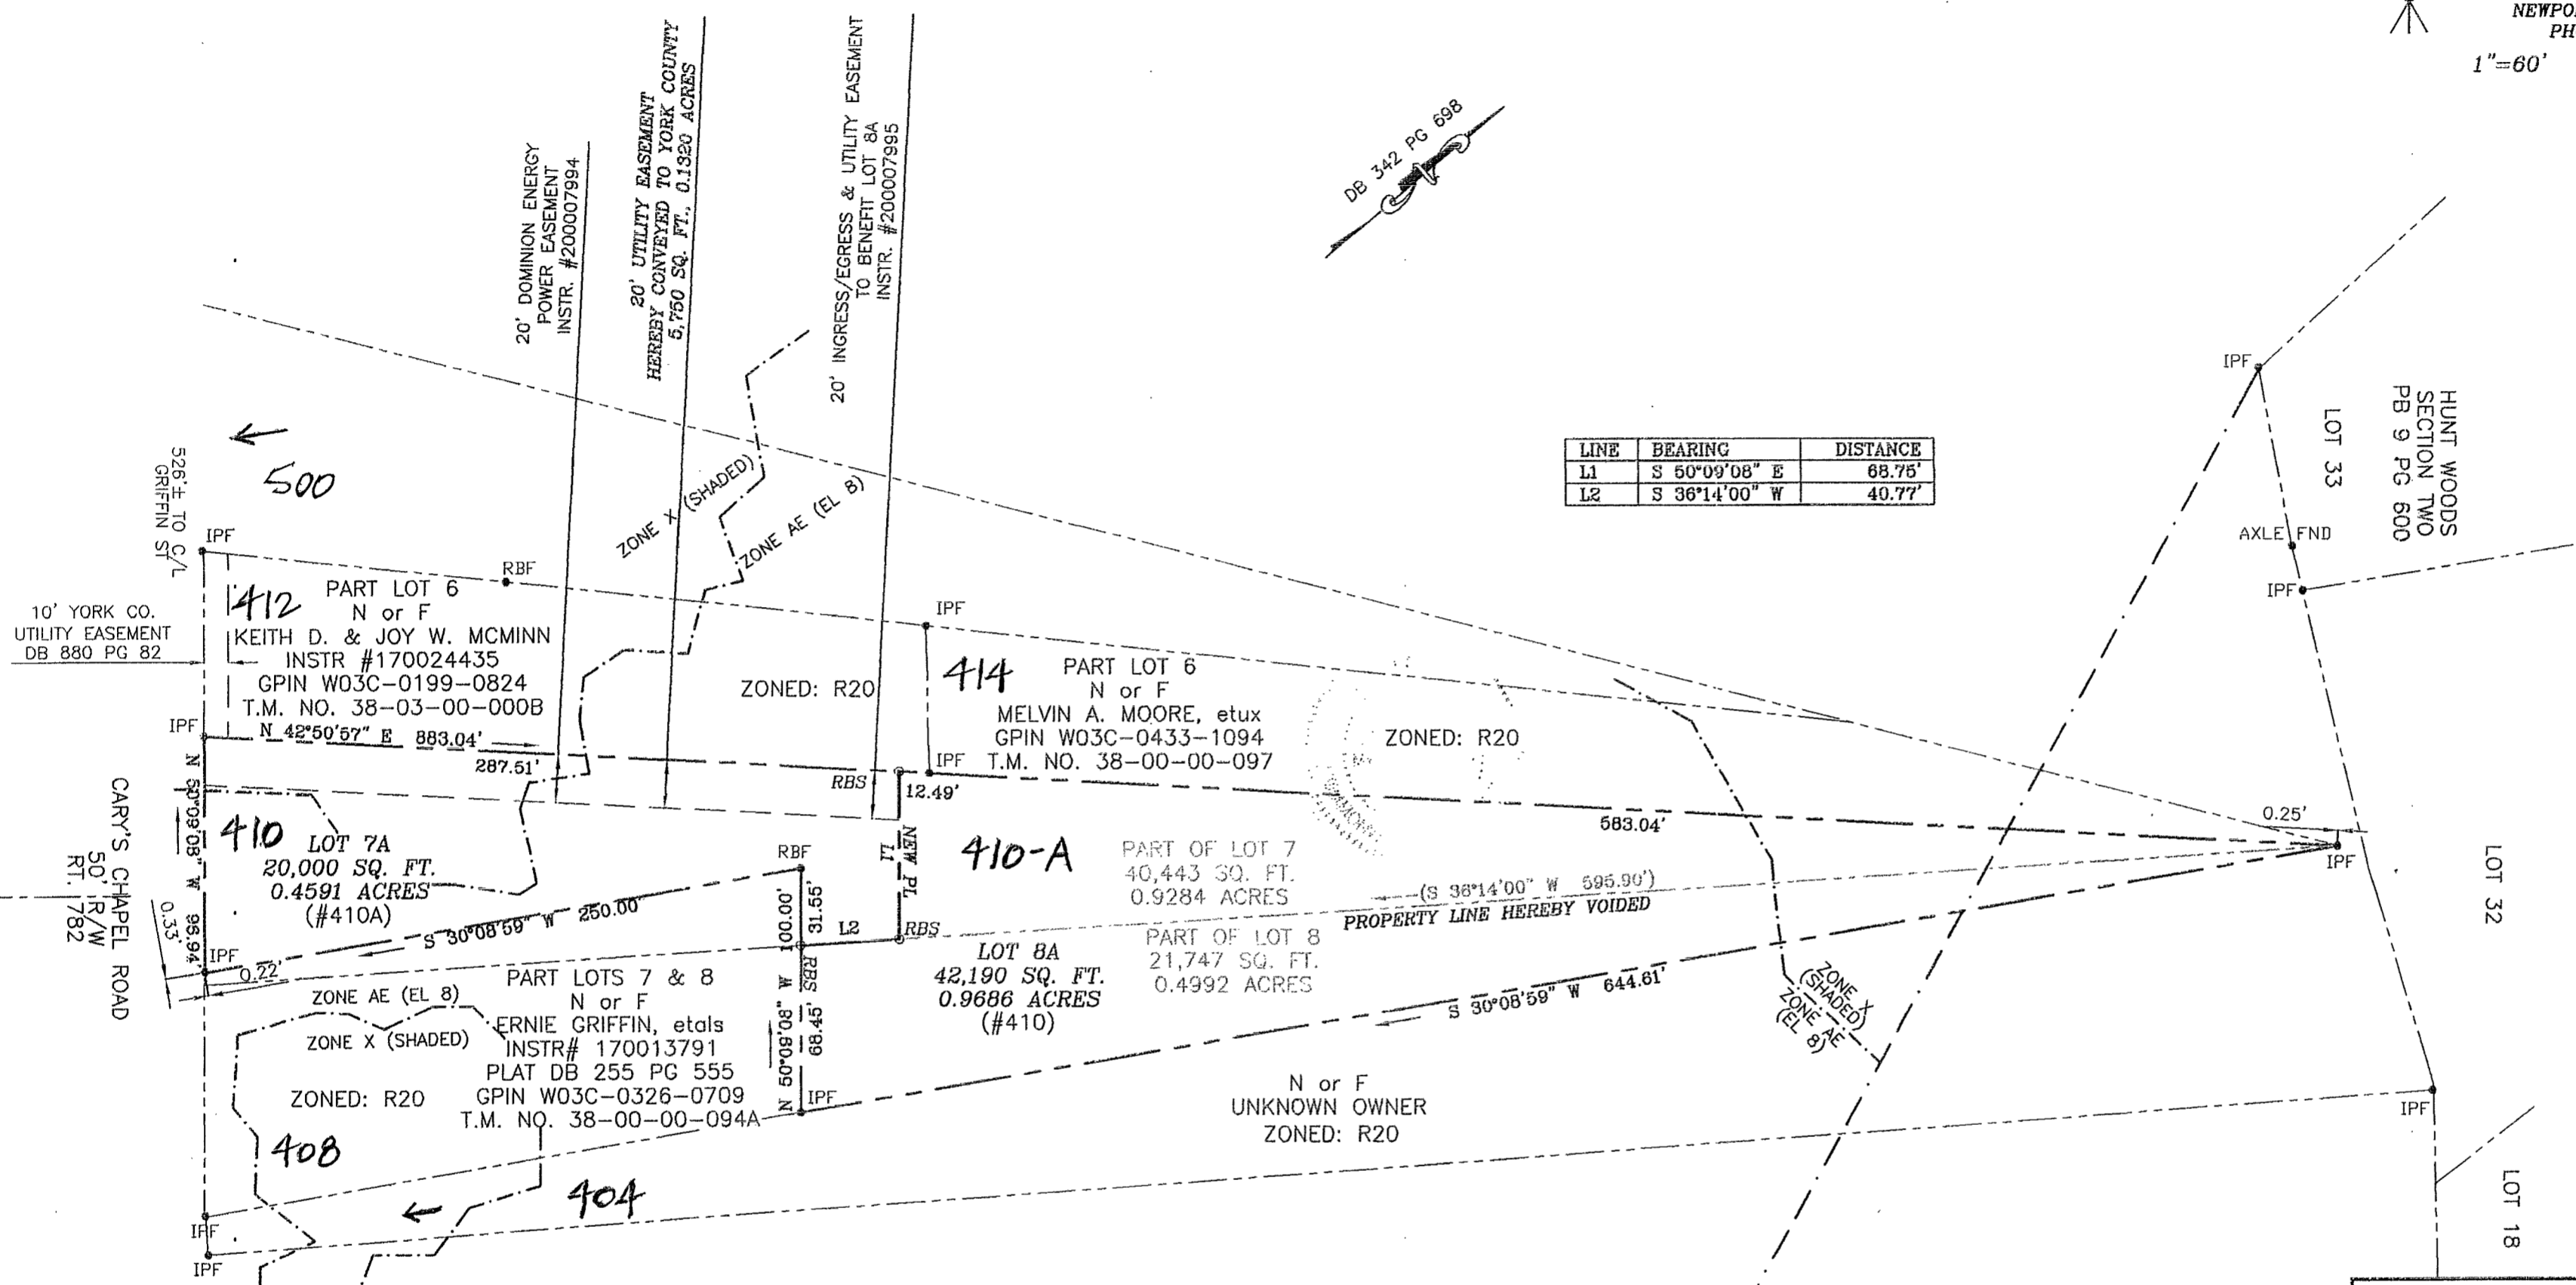 NEWPO
PH
1"=60'
20' DOMINION ENERGY
POWER EASEMENT
INSTR. #200007994
20' UTILITY EASEMENT
HEREBY CONVEYED TO YORK COUNTY
5,750 SQ. FT., 0.1320 ACRES
20' INGRESS/EGRESS & UTILITY EASEMENT
TO BENEFIT LOT 8A
INSTR. #200007995
DB 342 PG 698
N
LINE BEARING DISTANCE
L1 S 50°09'08" E 68.75'
L2 S 36°14'00" W 40.77'
IPF
HUNT WOODS
SECTION TWO
PB 9 PG 600
LOT 33
AXLE FND
IPF
500
526'± TO C/L
GRIFFIN ST
IPF
RBF
ZONE X (SHADED)
ZONE AE (EL 8)
10' YORK CO.
UTILITY EASEMENT
DB 880 PG 82
412
PART LOT 6
N or F
KEITH D. & JOY W. MCMINN
INSTR #170024435
GPIN W03C-0199-0824
T.M. NO. 38-03-00-000B
ZONED: R20
IPF
414
PART LOT 6
N or F
MELVIN A. MOORE, etux
GPIN W03C-0433-1094
T.M. NO. 38-00-00-097
ZONED: R20
IPF
IPF
N 42°50'57" E 883.04'
287.51'
RBS
12.49'
583.04'
0.25'
IPF
LOT 32
CARY'S CHAPEL ROAD
50' R/W
RT. 782
N 50°09'08" W 98.94'
410
LOT 7A
20,000 SQ. FT.
0.4591 ACRES
(#410A)
RBF
NEW PL
L1
410-A
PART OF LOT 7
40,443 SQ. FT.
0.9284 ACRES
(S 36°14'00" W 595.90')
PROPERTY LINE HEREBY VOIDED
S 30°08'59" W 250.00'
100.00'
31.55'
L2
RBS
0.33'
IPF
0.22'
PART LOTS 7 & 8
N or F
ERNIE GRIFFIN, etals
INSTR# 170013791
PLAT DB 255 PG 555
GPIN W03C-0326-0709
T.M. NO. 38-00-00-094A
ZONE AE (EL 8)
ZONE X (SHADED)
ZONED: R20
408
RBS
N 50°09'08" W
68.45'
IPF
LOT 8A
42,190 SQ. FT.
0.9686 ACRES
(#410)
PART OF LOT 8
21,747 SQ. FT.
0.4992 ACRES
S 30°08'59" W 644.61'
ZONE X
(SHADED)
ZONE AE
(EL 8)
N or F
UNKNOWN OWNER
ZONED: R20
IPF
404
IPF
IPF
LOT 18